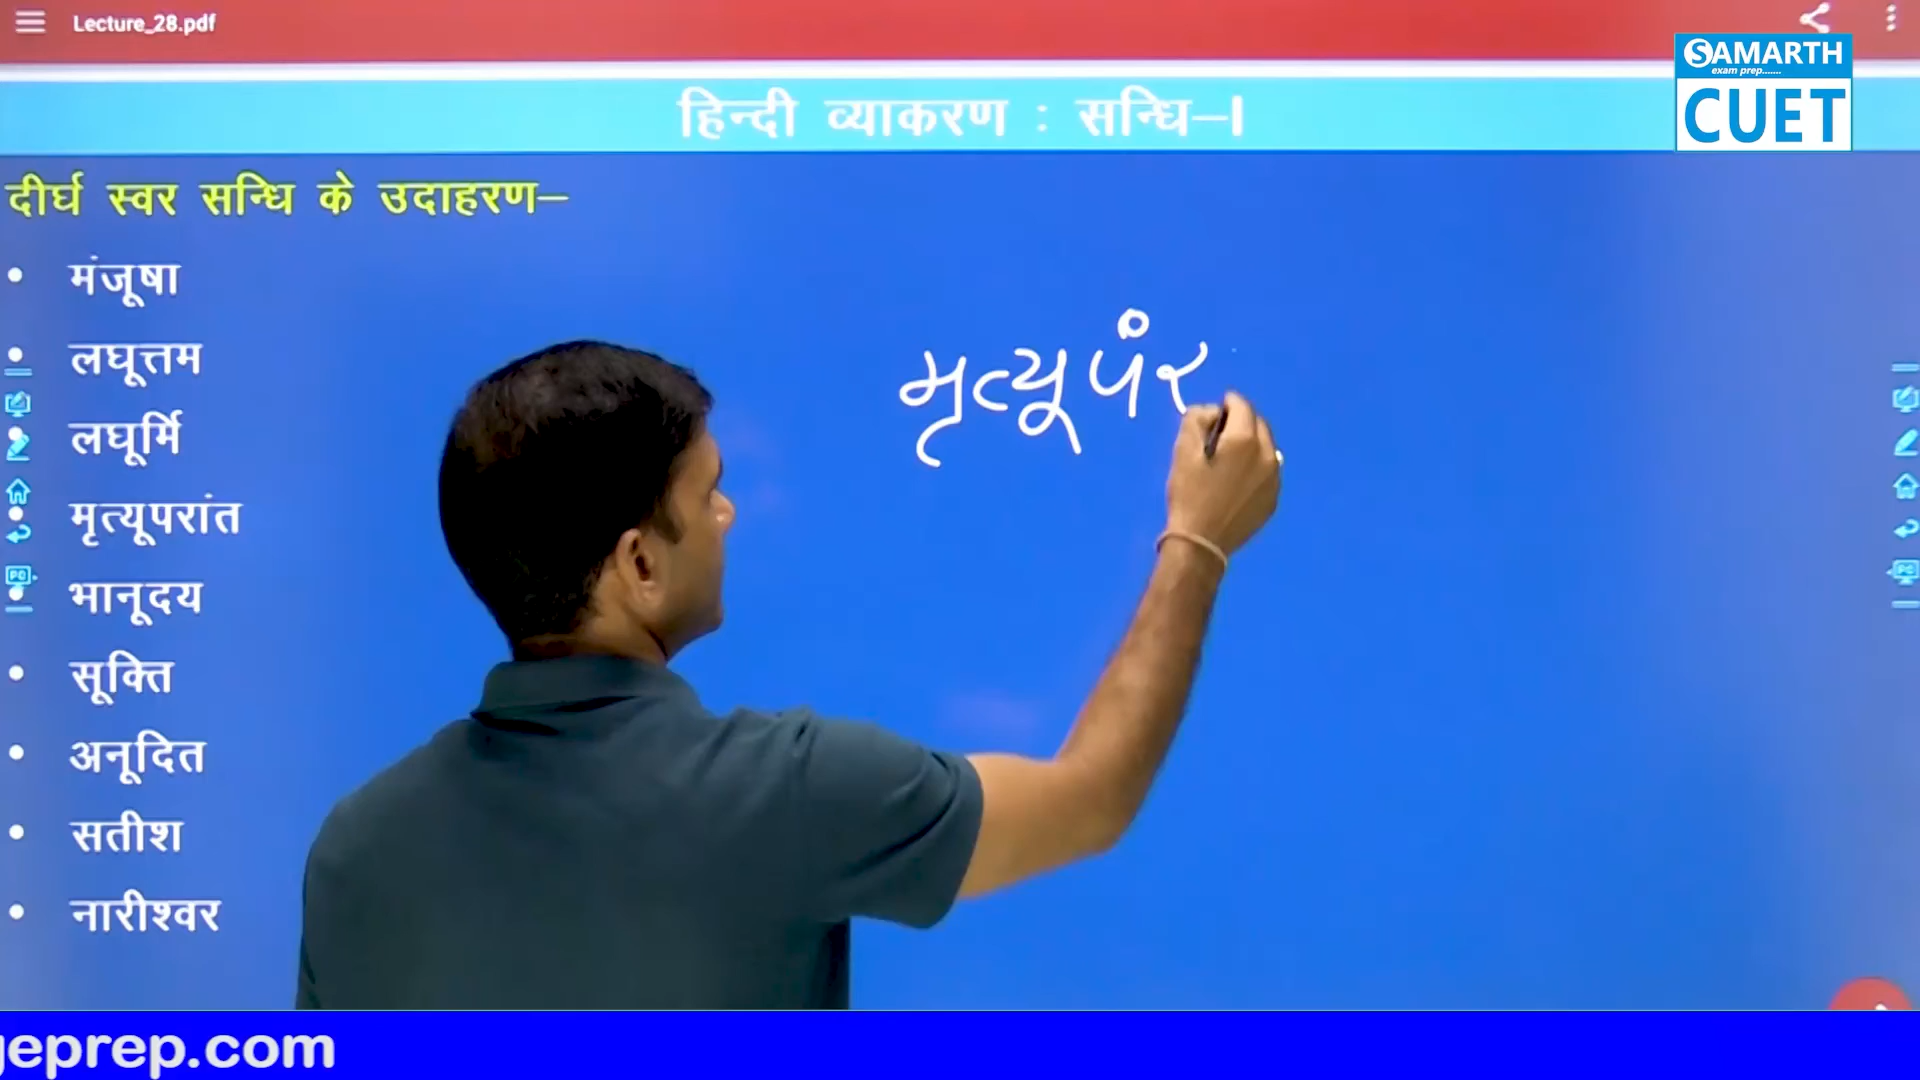 Lecture_28.pdf
SAMARTH
exam prep.......
CUET
हिन्दी व्याकरण : सन्धि–I
दीर्घ स्वर सन्धि के उदाहरण–
• मंजूषा
• लघूत्तम
• लघूर्मि
• मृत्यूपरांत
• भानूदय
• सूक्ति
• अनूदित
• सतीश
• नारीश्वर
मृत्यूपंर
geprep.com